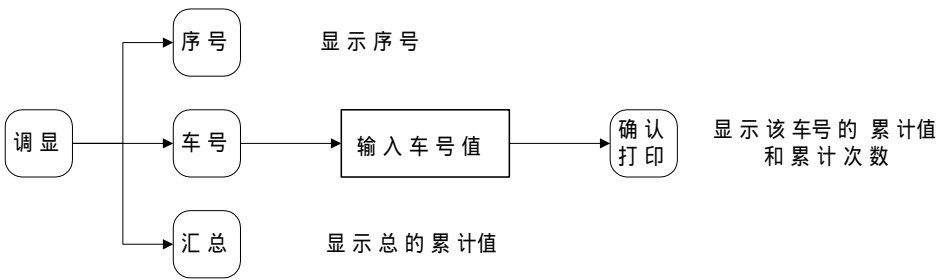 序号 显示序号
调显 车号 输入车号值 确认 显示该车号的 累计值
打印 和累计次数
汇总 显示总的累计值